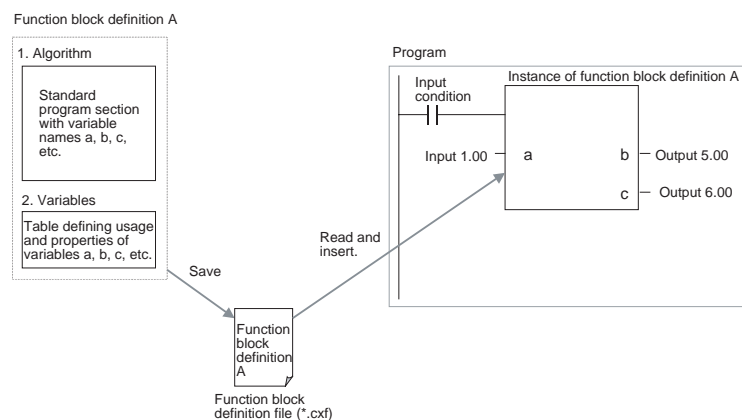 Function block definition A
1. Algorithm
Standard
program section
with variable
names a, b, c,
etc.
2. Variables
Table defining usage
and properties of
variables a, b, c, etc.
Save
Function
block
definition
A
Function block
definition file (*.cxf)
Read and
insert.
Program
Input
condition
Instance of function block definition A
Input 1.00
a
b
Output 5.00
c
Output 6.00